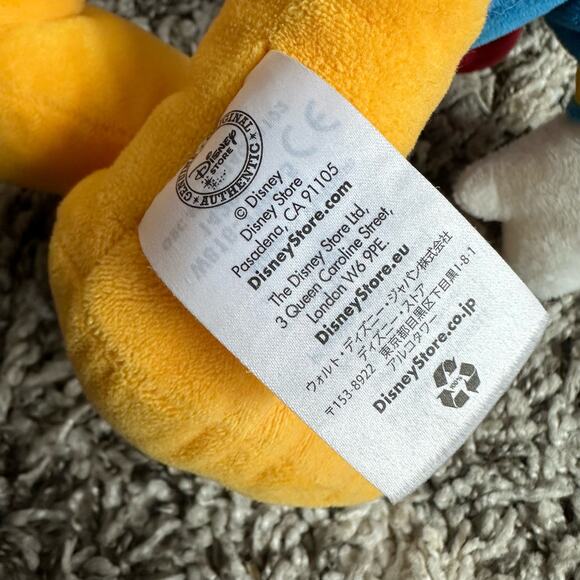 GENUINE ORIGINAL AUTHENTIC
Disney
STORE
© Disney
Disney Store
Pasadena, CA 91105
DisneyStore.com
The Disney Store Ltd,
3 Queen Caroline Street,
London W6 9PE.
DisneyStore.eu
ウォルト・ディズニー・ジャパン株式会社
ディズニー・ストア
〒153-8922 東京都目黒区下目黒1-8-1
アルコタワー
DisneyStore.co.jp
100%